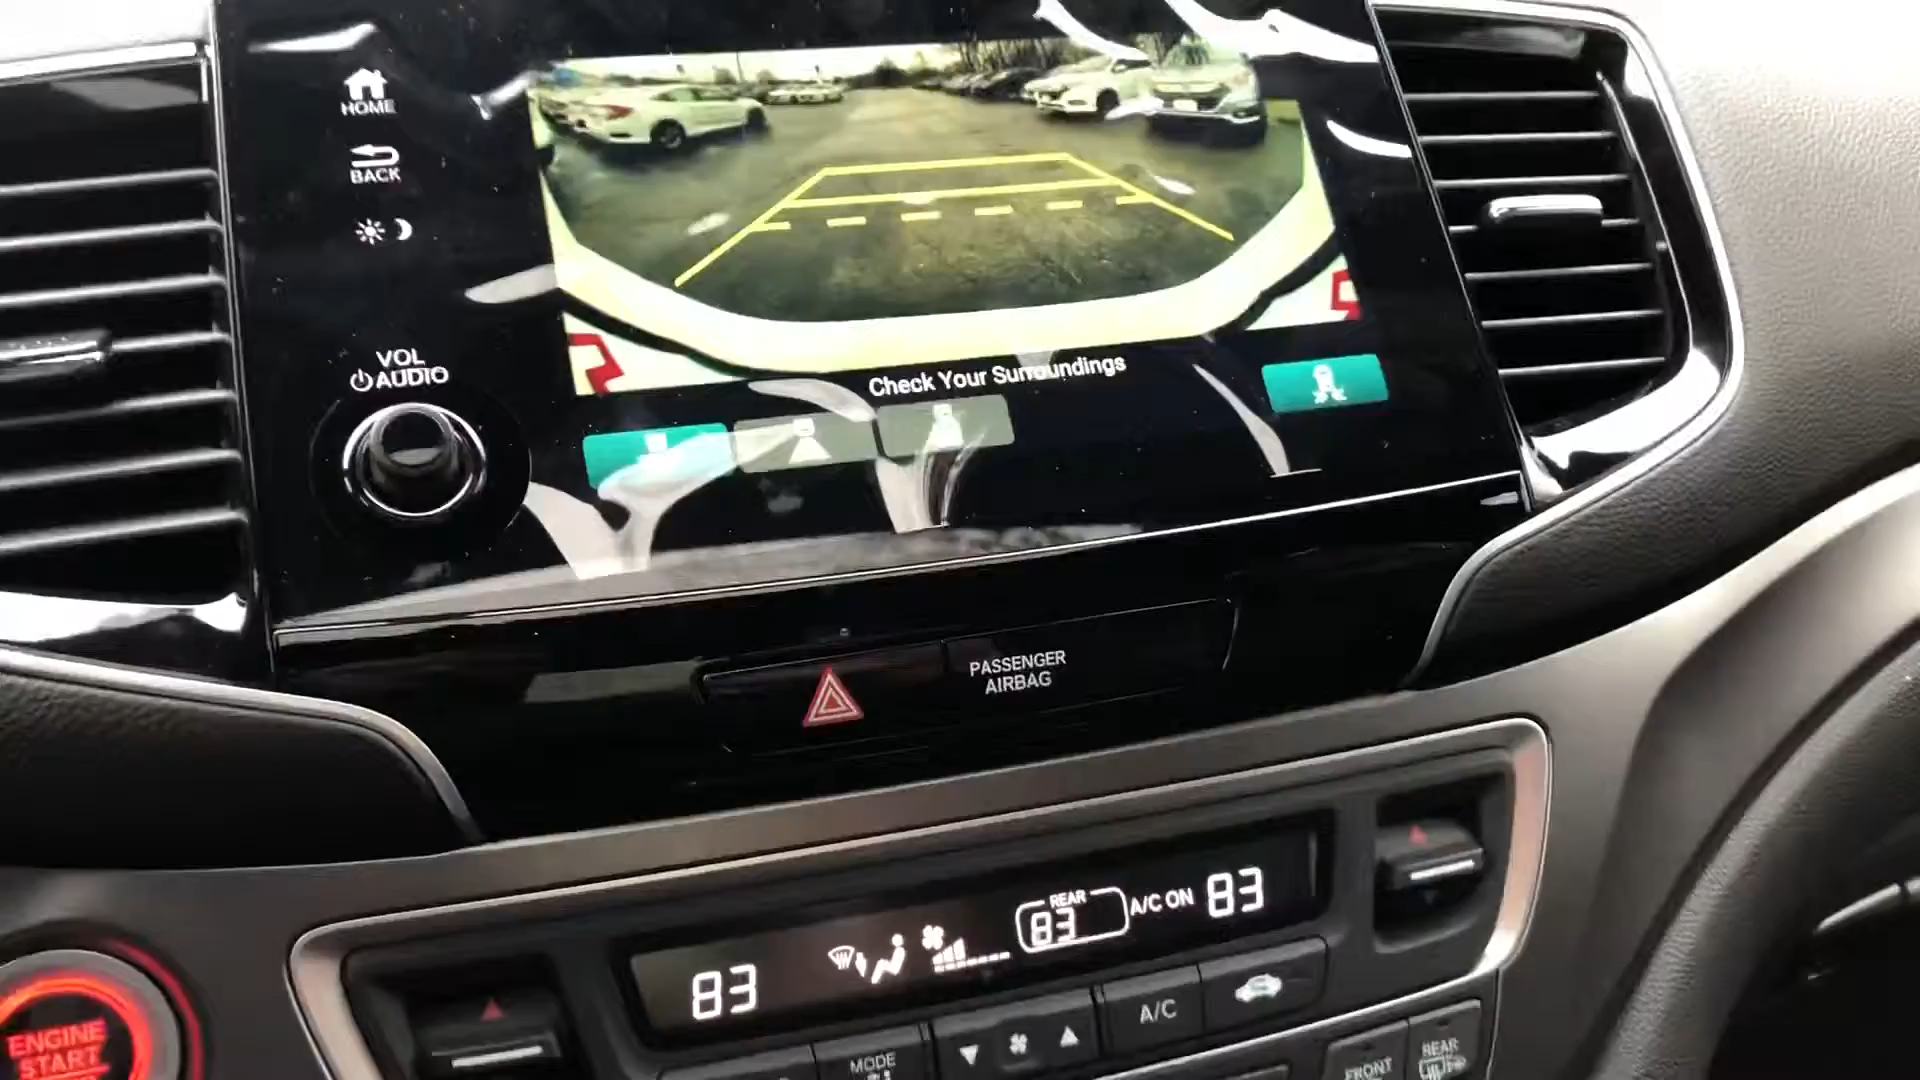 HOME
BACK
VOL
AUDIO
Check Your Surroundings
PASSENGER
AIRBAG
83
REAR
83
A/C ON
83
ENGINE
START
MODE
A/C
FRONT
REAR